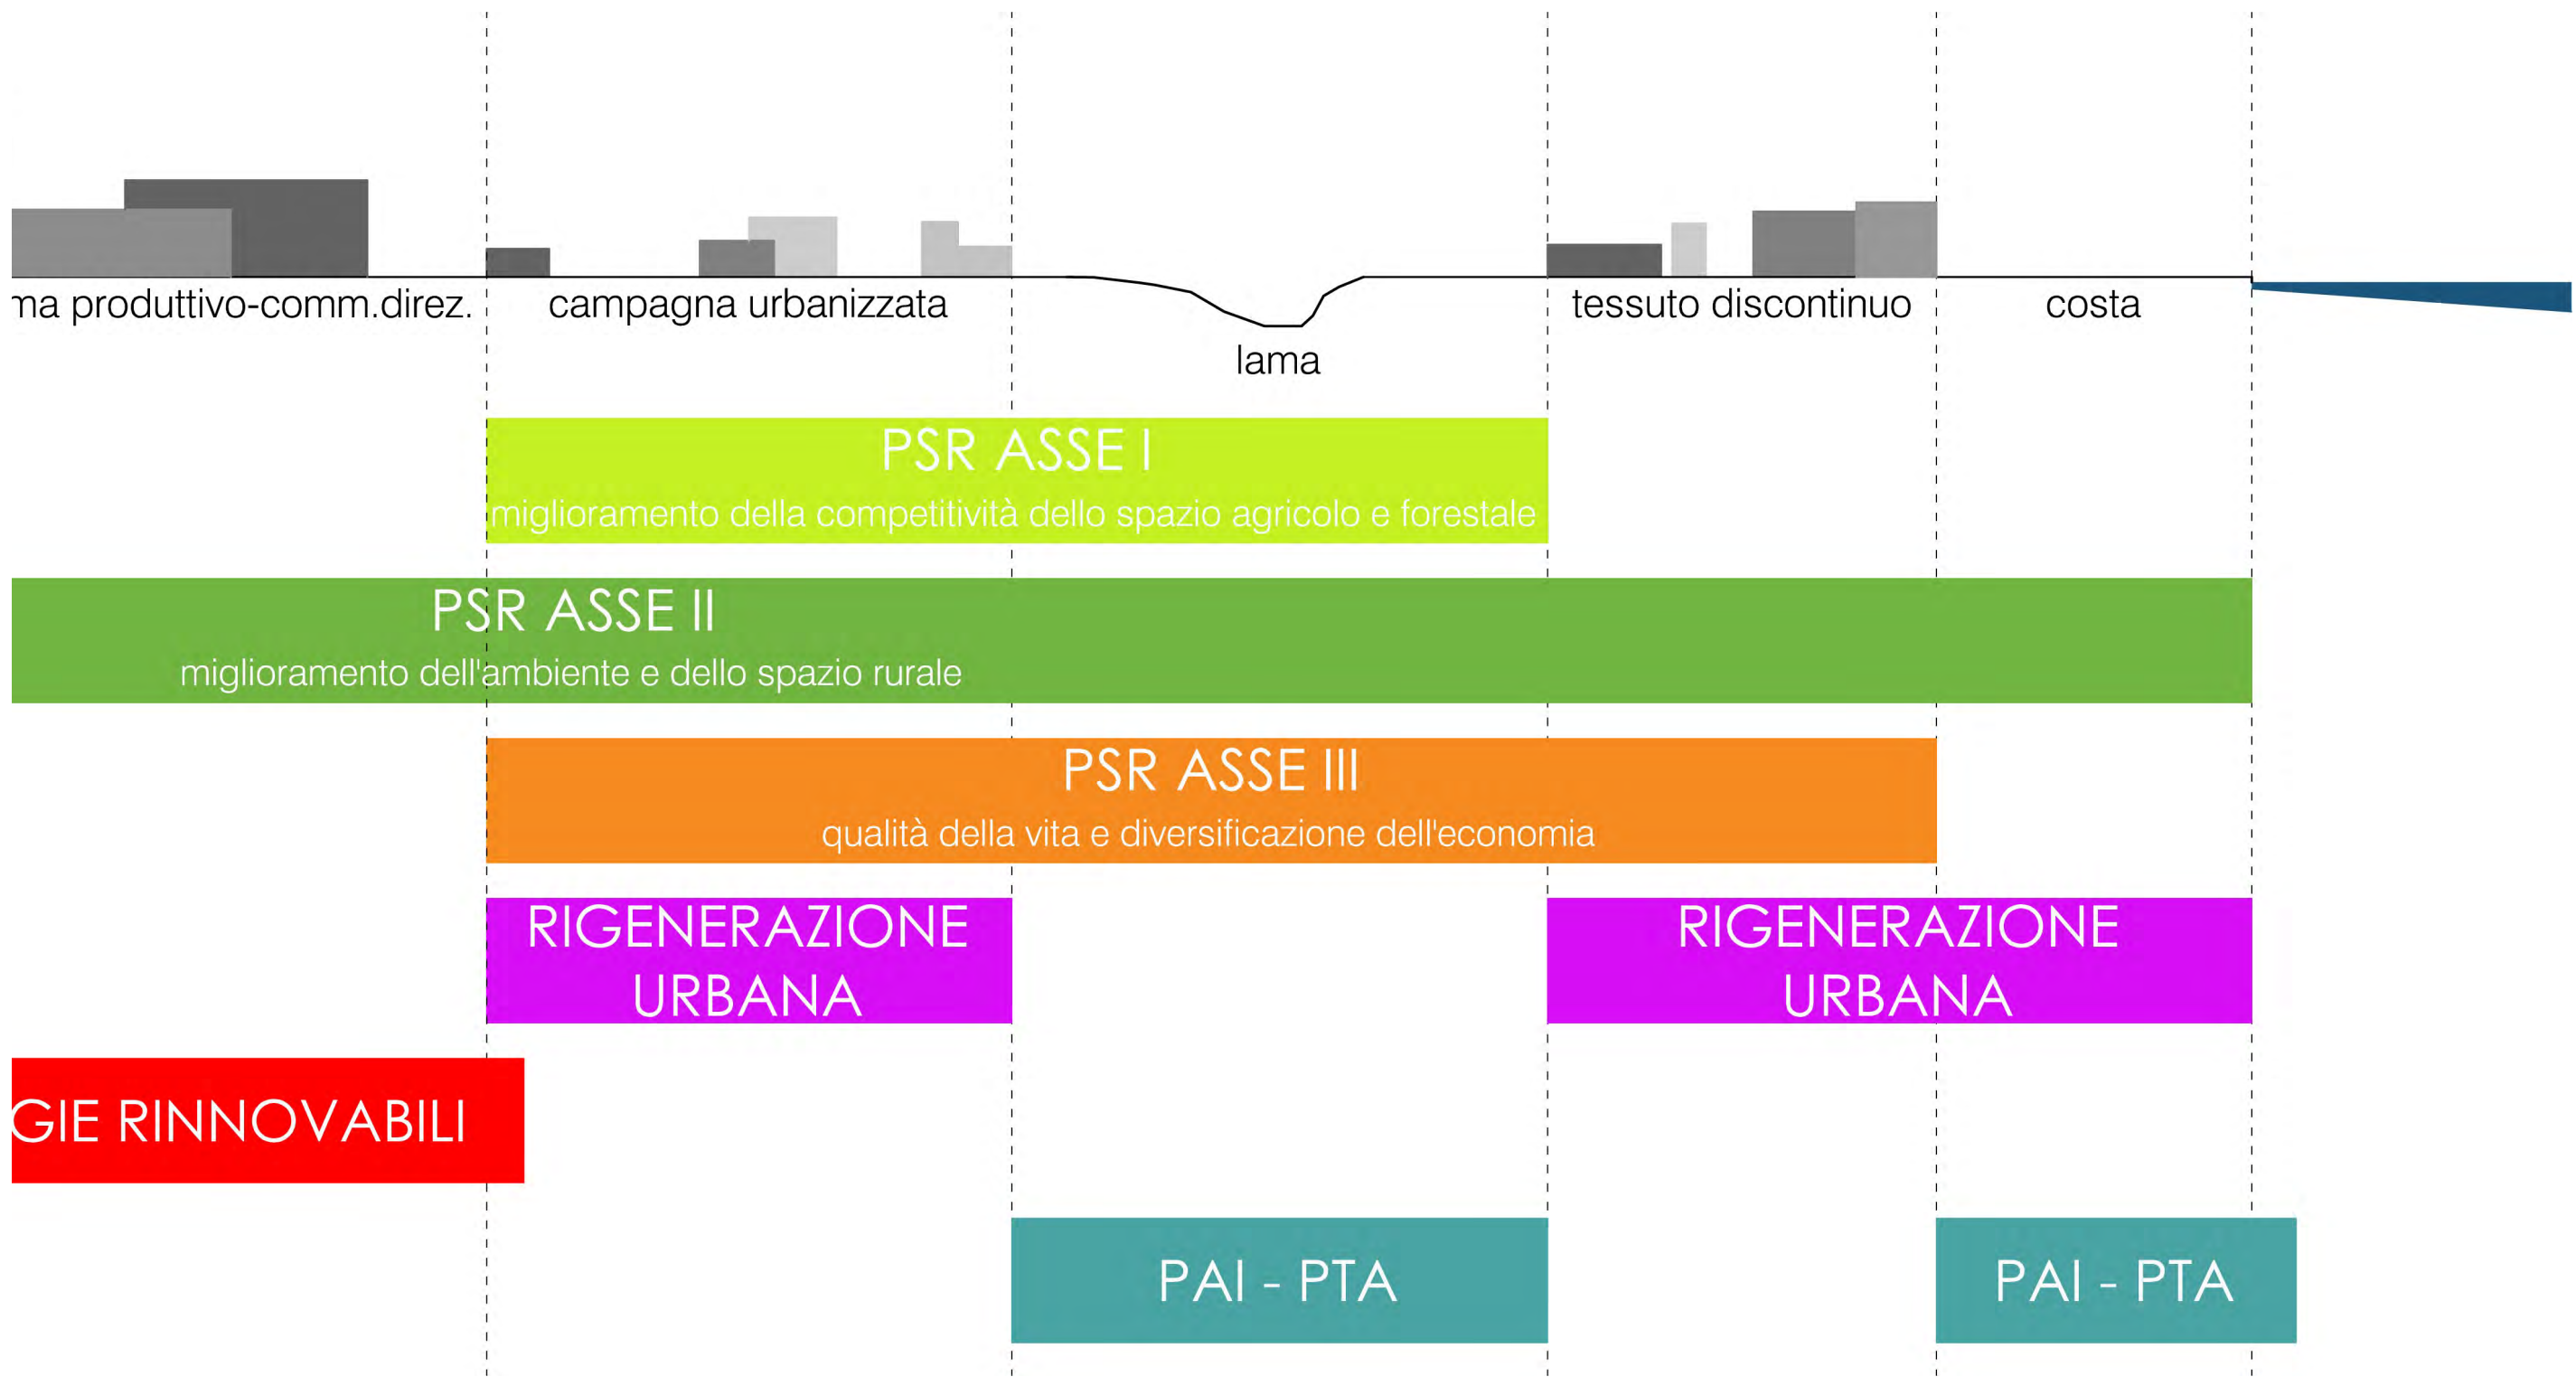 ma produttivo-comm.direz.
campagna urbanizzata
lama
tessuto discontinuo
costa
PSR ASSE I
miglioramento della competitività dello spazio agricolo e forestale
PSR ASSE II
miglioramento dell'ambiente e dello spazio rurale
PSR ASSE III
qualità della vita e diversificazione dell'economia
RIGENERAZIONE
URBANA
RIGENERAZIONE
URBANA
GIE RINNOVABILI
PAI - PTA
PAI - PTA